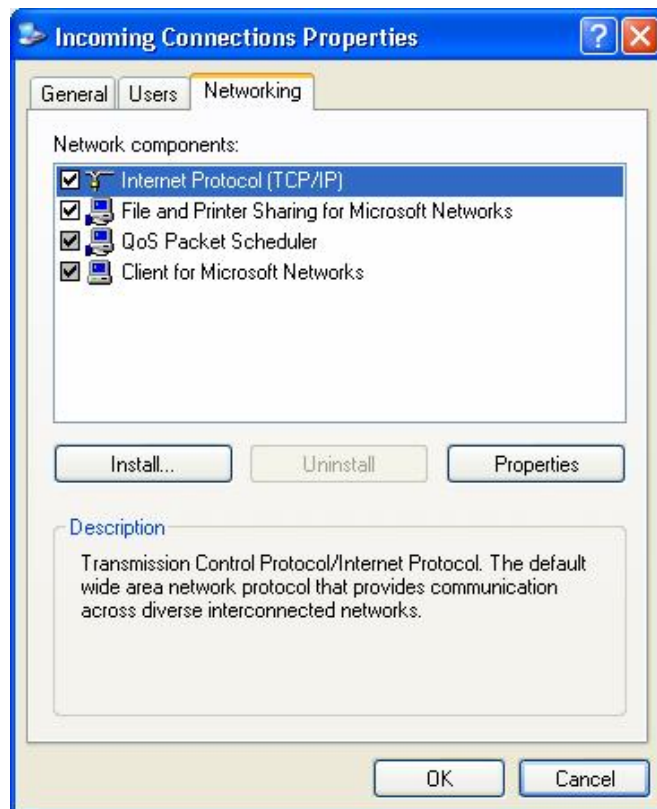 Incoming Connections Properties
General Users Networking
Network components:
Internet Protocol (TCP/IP)
File and Printer Sharing for Microsoft Networks
QoS Packet Scheduler
Client for Microsoft Networks
Install... Uninstall Properties
Description
Transmission Control Protocol/Internet Protocol. The default
wide area network protocol that provides communication
across diverse interconnected networks.
OK Cancel